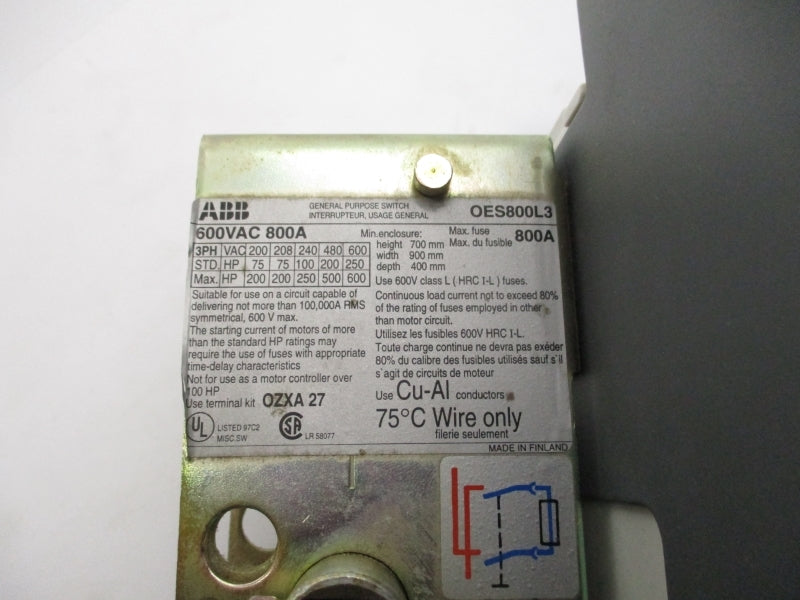 ABB
GENERAL PURPOSE SWITCH
INTERRUPTEUR, USAGE GENERAL
OES800L3
600VAC 800A
3PH VAC 200 208 240 480 600
STD. HP 75 75 100 200 250
Max. HP 200 200 250 500 600
Suitable for use on a circuit capable of
delivering not more than 100,000A RMS
symmetrical, 600 V max.
The starting current of motors of more
than the standard HP ratings may
require the use of fuses with appropriate
time-delay characteristics
Not for use as a motor controller over
100 HP
Use terminal kit OZXA 27
UL LISTED 97C2
MISC.SW
SA LR 58077
Min.enclosure:
height 700 mm
width 900 mm
depth 400 mm
Max. fuse
Max. du fusible 800A
Use 600V class L ( HRC I-L ) fuses.
Continuous load current not to exceed 80%
of the rating of fuses employed in other
than motor circuit.
Utilisez les fusibles 600V HRC I-L.
Toute charge continue ne devra pas exéder
80% du calibre des fusibles utilisés sauf s'il
s'agit de circuits de moteur
Use Cu-Al conductors
75°C Wire only
filerie seulement
MADE IN FINLAND